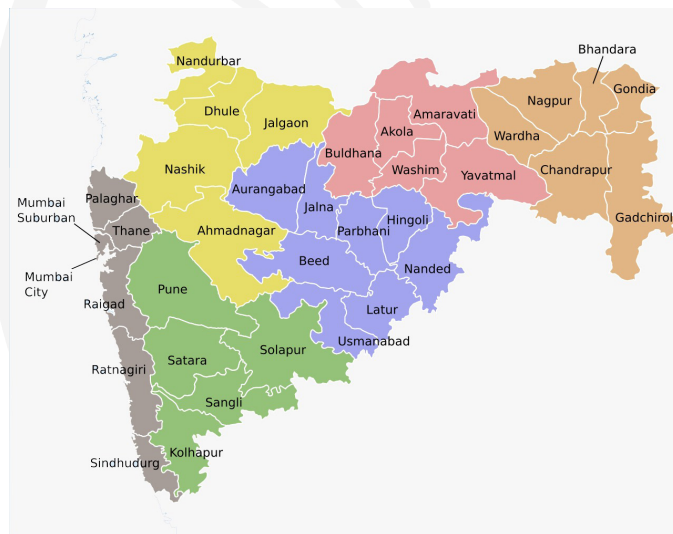 Bhandara
Nandurbar
Gondia
Nagpur
Dhule
Amaravati
Jalgaon
Akola
Wardha
Buldhana
Nashik
Washim
Chandrapur
Yavatmal
Aurangabad
Palaghar
Mumbai
Suburban
Jalna
Hingoli
Gadchirol
Thane
Ahmadnagar
Parbhani
Beed
Nanded
Mumbai
City
Pune
Raigad
Latur
Usmanabad
Solapur
Satara
Ratnagiri
Sangli
Kolhapur
Sindhudurg